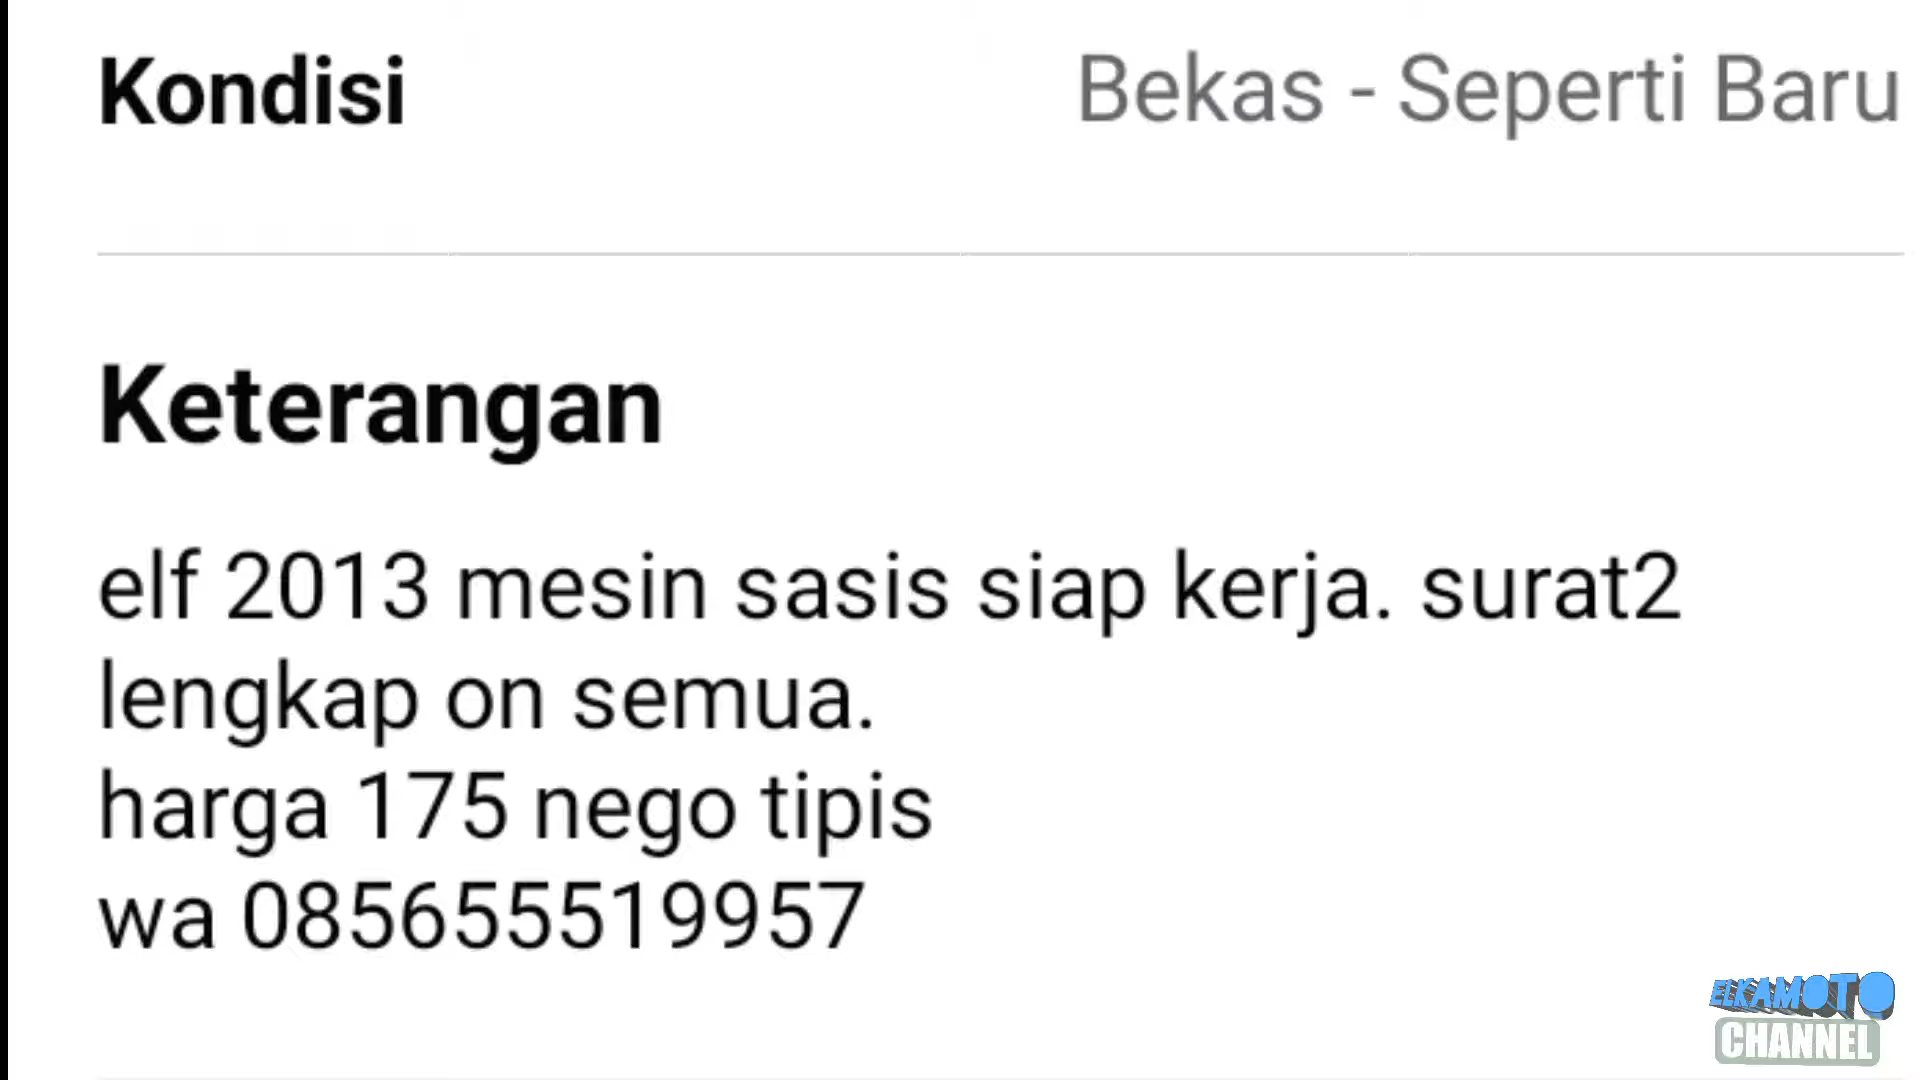 Kondisi Bekas - Seperti Baru
Keterangan
elf 2013 mesin sasis siap kerja. surat2
lengkap on semua.
harga 175 nego tipis
wa 085655519957
ELKAMOTO
CHANNEL